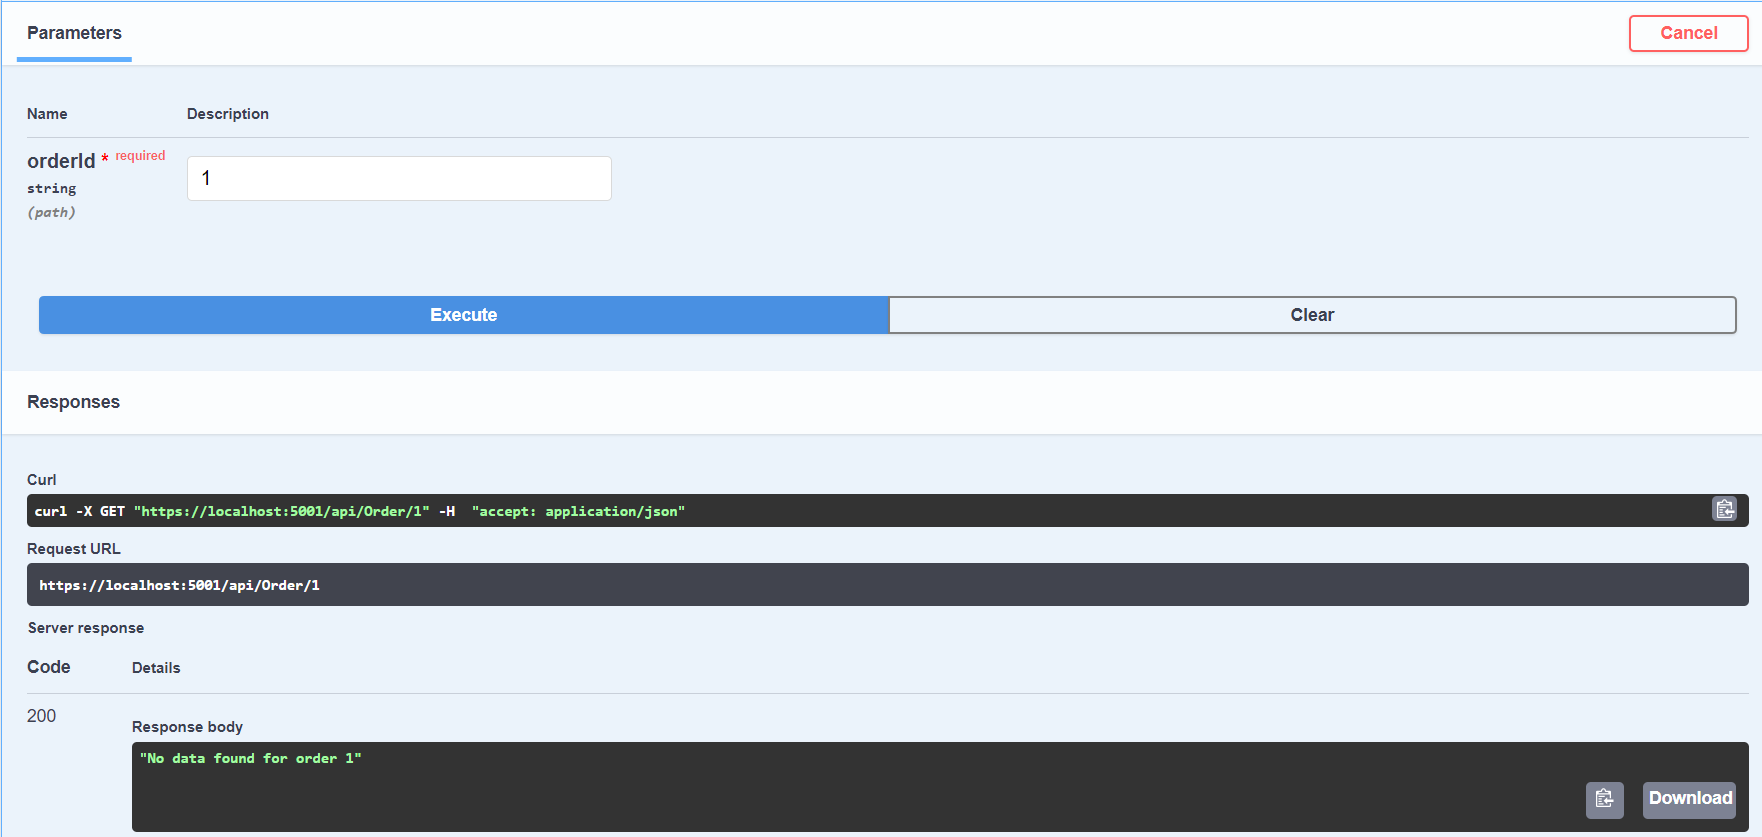 Parameters
Cancel
Name Description
orderId * required
1
string
(path)
Execute
Clear
Responses
Curl
curl -X GET "https://localhost:5001/api/Order/1" -H  "accept: application/json"
Request URL
https://localhost:5001/api/Order/1
Server response
Code Details
200
Response body
"No data found for order 1"
Download